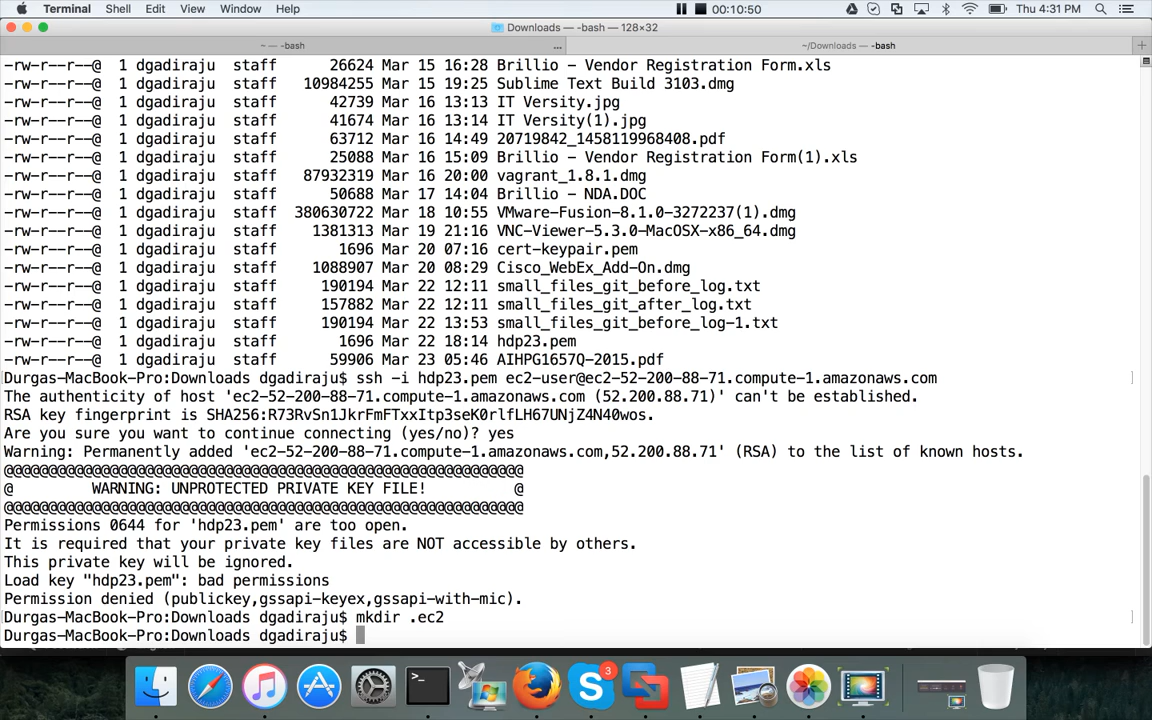 Terminal Shell Edit View Window Help 00:10:50 Thu 4:31 PM
Downloads — -bash — 128×32
~ — -bash ... ~/Downloads — -bash +
-rw-r--r--@ 1 dgadiraju staff 26624 Mar 15 16:28 Brillio - Vendor Registration Form.xls
-rw-r--r--@ 1 dgadiraju staff 10984255 Mar 15 19:25 Sublime Text Build 3103.dmg
-rw-r--r--@ 1 dgadiraju staff 42739 Mar 16 13:13 IT Versity.jpg
-rw-r--r--@ 1 dgadiraju staff 41674 Mar 16 13:14 IT Versity(1).jpg
-rw-r--r--@ 1 dgadiraju staff 63712 Mar 16 14:49 20719842_1458119968408.pdf
-rw-r--r--@ 1 dgadiraju staff 25088 Mar 16 15:09 Brillio - Vendor Registration Form(1).xls
-rw-r--r--@ 1 dgadiraju staff 87932319 Mar 16 20:00 vagrant_1.8.1.dmg
-rw-r--r--@ 1 dgadiraju staff 50688 Mar 17 14:04 Brillio - NDA.DOC
-rw-r--r--@ 1 dgadiraju staff 380630722 Mar 18 10:55 VMware-Fusion-8.1.0-3272237(1).dmg
-rw-r--r--@ 1 dgadiraju staff 1381313 Mar 19 21:16 VNC-Viewer-5.3.0-MacOSX-x86_64.dmg
-rw-r--r--@ 1 dgadiraju staff 1696 Mar 20 07:16 cert-keypair.pem
-rw-r--r--@ 1 dgadiraju staff 1088907 Mar 20 08:29 Cisco_WebEx_Add-On.dmg
-rw-r--r--@ 1 dgadiraju staff 190194 Mar 22 12:11 small_files_git_before_log.txt
-rw-r--r--@ 1 dgadiraju staff 157882 Mar 22 12:11 small_files_git_after_log.txt
-rw-r--r--@ 1 dgadiraju staff 190194 Mar 22 13:53 small_files_git_before_log-1.txt
-rw-r--r--@ 1 dgadiraju staff 1696 Mar 22 18:14 hdp23.pem
-rw-r--r--@ 1 dgadiraju staff 59906 Mar 23 05:46 AIHPG1657Q-2015.pdf
Durgas-MacBook-Pro:Downloads dgadiraju$ ssh -i hdp23.pem ec2-user@ec2-52-200-88-71.compute-1.amazonaws.com
The authenticity of host 'ec2-52-200-88-71.compute-1.amazonaws.com (52.200.88.71)' can't be established.
RSA key fingerprint is SHA256:R73RvSn1JkrFmFTxxItp3seK0rlfLH67UNjZ4N40wos.
Are you sure you want to continue connecting (yes/no)? yes
Warning: Permanently added 'ec2-52-200-88-71.compute-1.amazonaws.com,52.200.88.71' (RSA) to the list of known hosts.
@@@@@@@@@@@@@@@@@@@@@@@@@@@@@@@@@@@@@@@@@@@@@@@@@@@@@@@@@@@
@ WARNING: UNPROTECTED PRIVATE KEY FILE! @
@@@@@@@@@@@@@@@@@@@@@@@@@@@@@@@@@@@@@@@@@@@@@@@@@@@@@@@@@@@
Permissions 0644 for 'hdp23.pem' are too open.
It is required that your private key files are NOT accessible by others.
This private key will be ignored.
Load key "hdp23.pem": bad permissions
Permission denied (publickey,gssapi-keyex,gssapi-with-mic).
Durgas-MacBook-Pro:Downloads dgadiraju$ mkdir .ec2
Durgas-MacBook-Pro:Downloads dgadiraju$
3